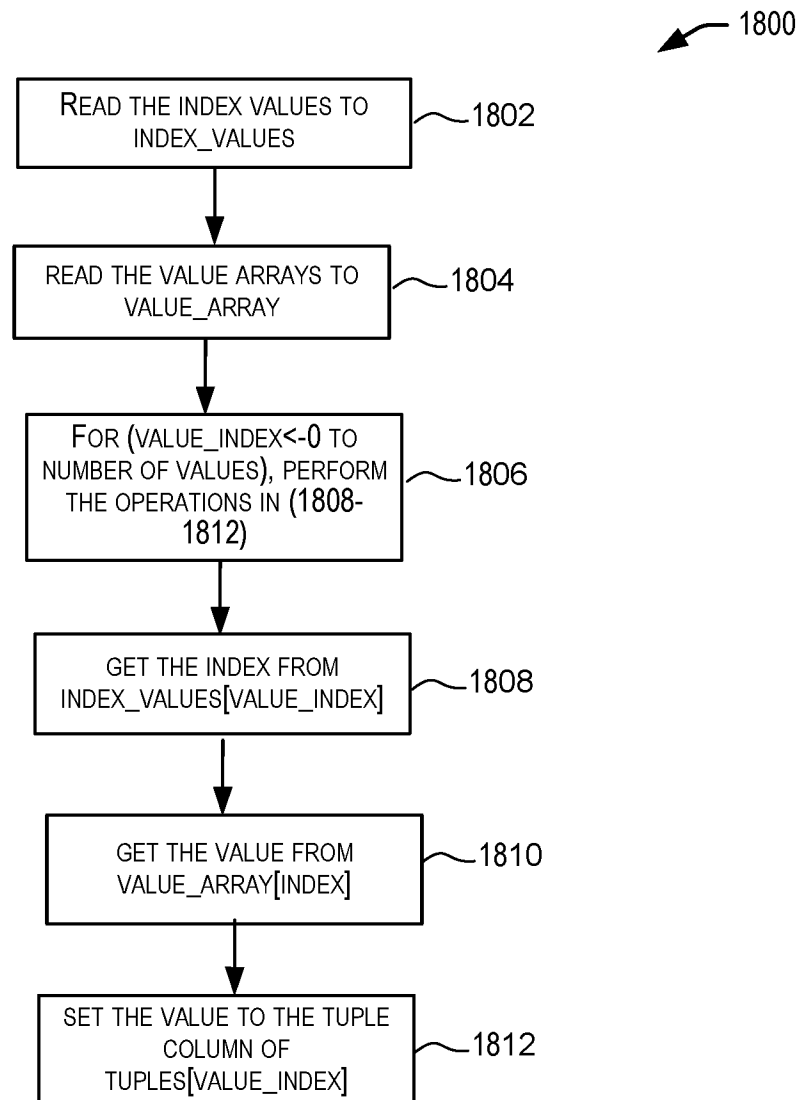 1800
READ THE INDEX VALUES TO
INDEX_VALUES
1802
READ THE VALUE ARRAYS TO
VALUE_ARRAY
1804
FOR (VALUE_INDEX<-0 TO
NUMBER OF VALUES), PERFORM
THE OPERATIONS IN (1808-
1812)
1806
GET THE INDEX FROM
INDEX_VALUES[VALUE_INDEX]
1808
GET THE VALUE FROM
VALUE_ARRAY[INDEX]
1810
SET THE VALUE TO THE TUPLE
COLUMN OF
TUPLES[VALUE_INDEX]
1812